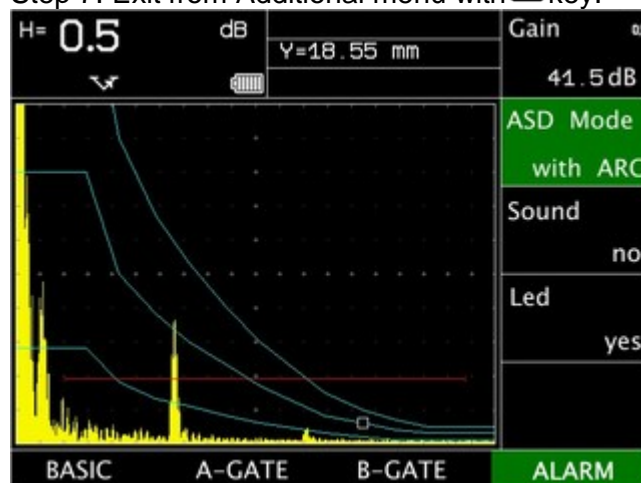 Step 7. Exit from Additional menu with key.
H= 0.5 dB
Y=18.55 mm
Gain
41.5dB
ASD Mode
with ARC
Sound
no
Led
yes
BASIC A-GATE B-GATE ALARM